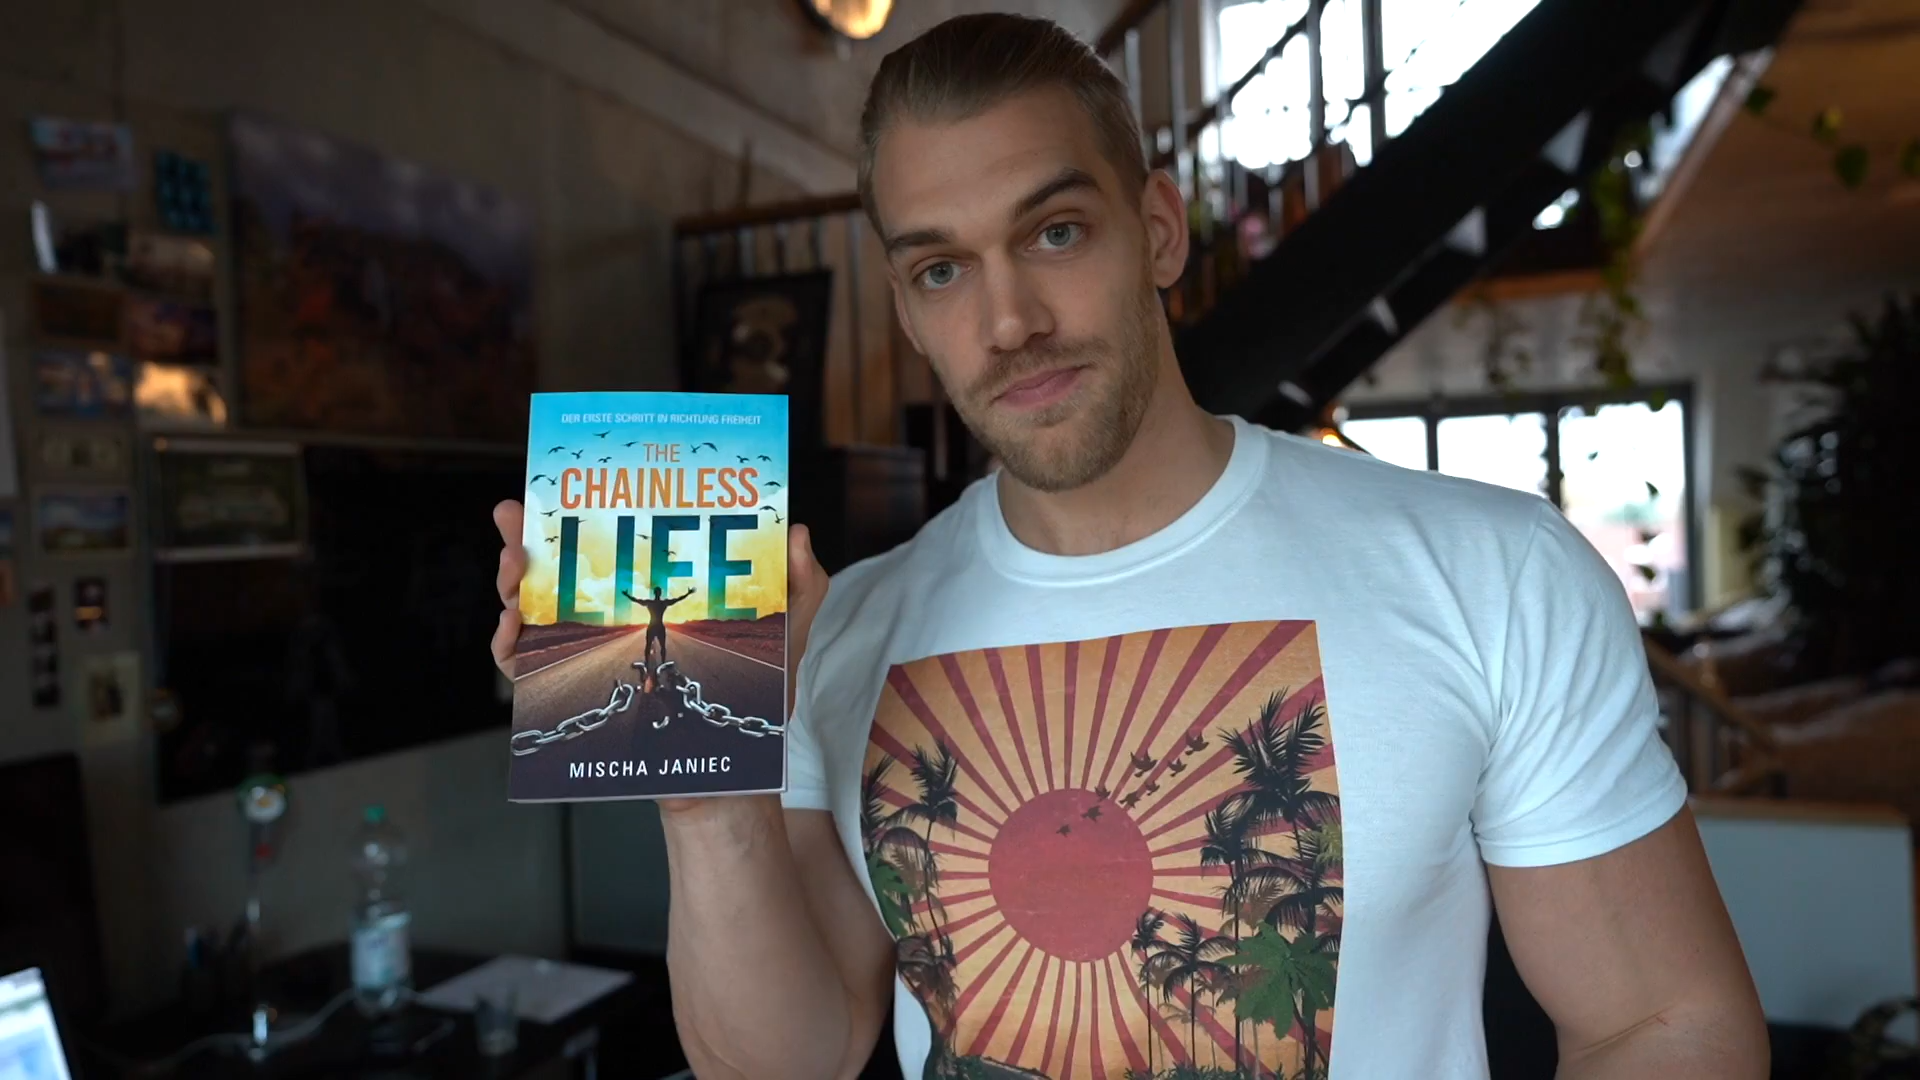 DER ERSTE SCHRITT IN RICHTUNG FREIHEIT
THE
CHAINLESS
LIFE
MISCHA JANIEC